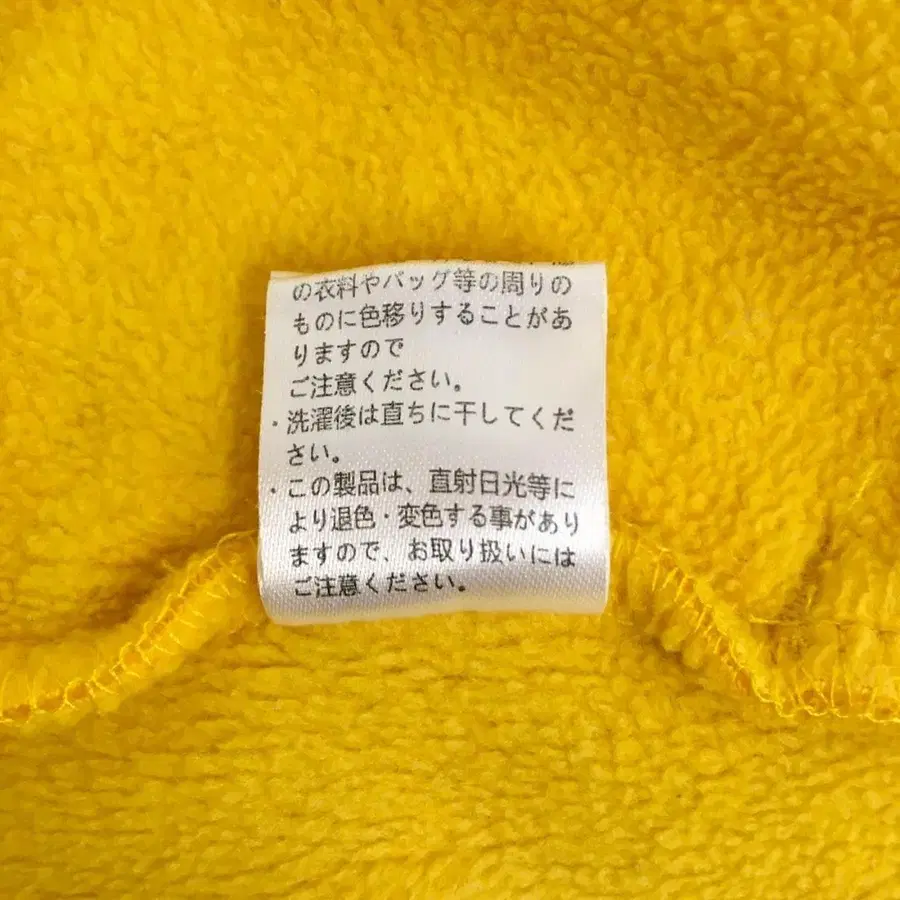 の衣料やバッグ等の周りの
ものに色移りすることがあ
りますので
ご注意ください。
・洗濯後は直ちに干してくだ
さい。
・この製品は、直射日光等に
より退色・変色する事があり
ますので、お取り扱いには
ご注意ください。